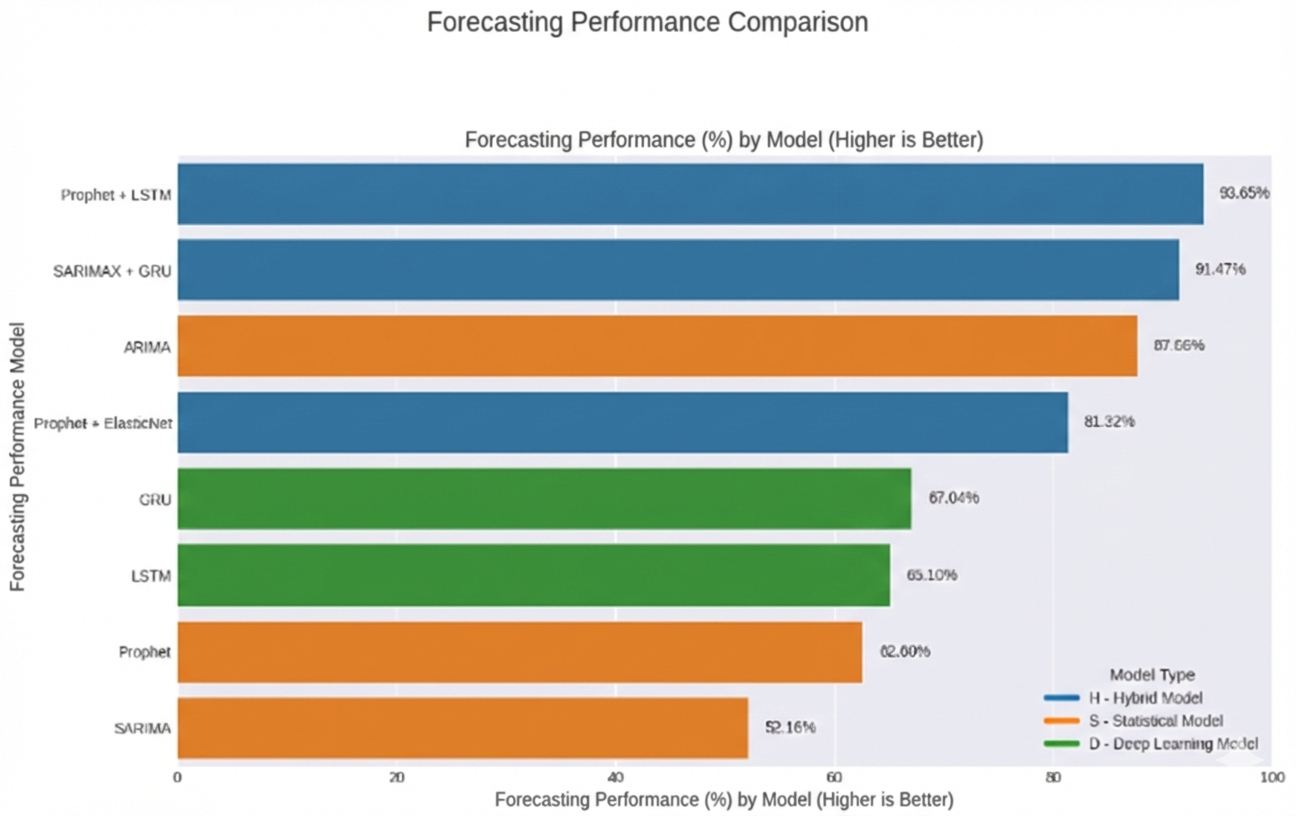 Forecasting Performance Comparison
Forecasting Performance (%) by Model (Higher is Better)
Forecasting Performance Model
Prophet + LSTM
93.65%
SARIMAX + GRU
91.47%
ARIMA
Prophet + ElasticNet
81.32%
GRU
67.04%
LSTM
65.10%
Prophet
62.60%
SARIMA
52.16%
Model Type
H - Hybrid Model
S - Statistical Model
D - Deep Learning Model
0 20 40 60 80 100
Forecasting Performance (%) by Model (Higher is Better)